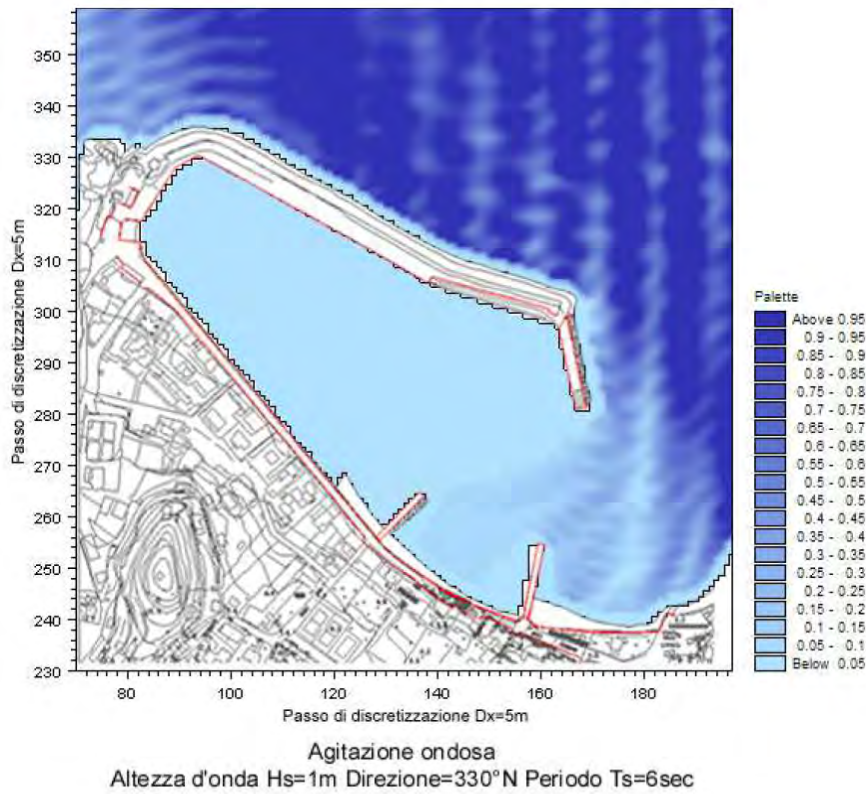 350
340
330
320
310
300
290
280
270
260
250
240
230
Passo di discretizzazione Dx=5m
80 100 120 140 160 180
Passo di discretizzazione Dx=5m
Palette
Above 0.95
0.9 - 0.95
0.85 - 0.9
0.8 - 0.85
0.75 - 0.8
0.7 - 0.75
0.65 - 0.7
0.6 - 0.65
0.55 - 0.6
0.5 - 0.55
0.45 - 0.5
0.4 - 0.45
0.35 - 0.4
0.3 - 0.35
0.25 - 0.3
0.2 - 0.25
0.15 - 0.2
0.1 - 0.15
0.05 - 0.1
Below 0.05
Agitazione ondosa
Altezza d'onda Hs=1m Direzione=330°N Periodo Ts=6sec